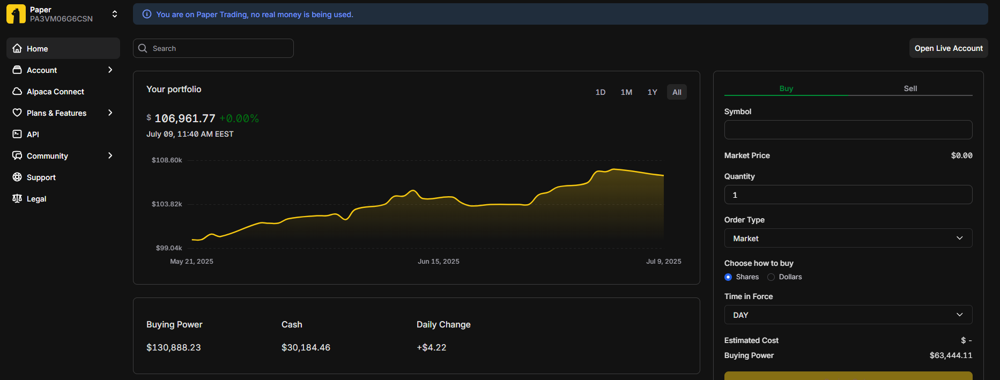 Paper
PA3VM06G6CSN
You are on Paper Trading, no real money is being used.
Home
Account
Alpaca Connect
Plans & Features
API
Community
Support
Legal
Search
Open Live Account
Your portfolio
1D 1M 1Y All
$ 106,961.77 +0.00%
July 09, 11:40 AM EEST
$108.60k
$103.82k
$99.04k
May 21, 2025 Jun 15, 2025 Jul 9, 2025
Buying Power Cash Daily Change
$130,888.23 $30,184.46 +$4.22
Buy Sell
Symbol
Market Price $0.00
Quantity
1
Order Type
Market
Choose how to buy
Shares Dollars
Time in Force
DAY
Estimated Cost $ -
Buying Power $63,444.11